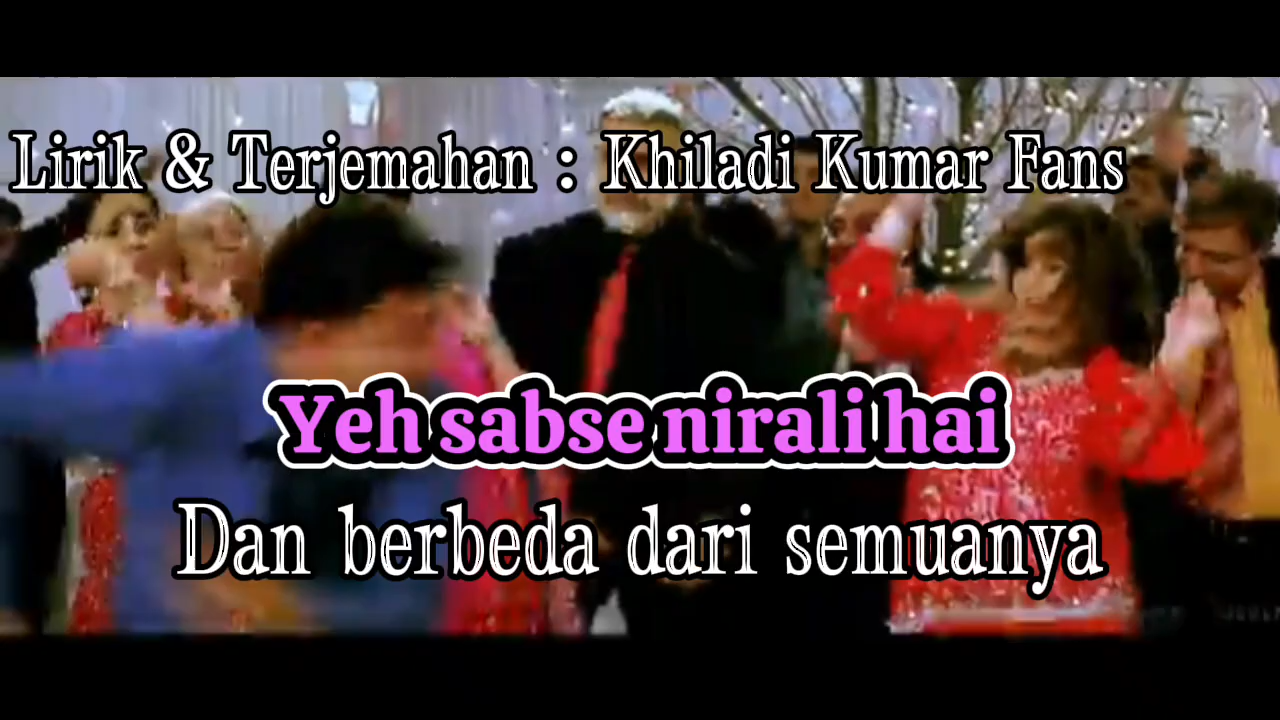 Lirik & Terjemahan : Khiladi Kumar Fans
Yeh sabse nirali hai
Dan berbeda dari semuanya